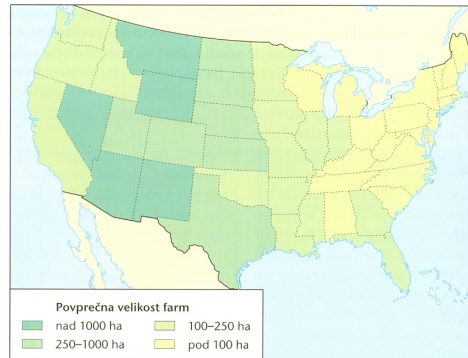 Povprečna velikost farm
nad 1000 ha
100–250 ha
250–1000 ha
pod 100 ha